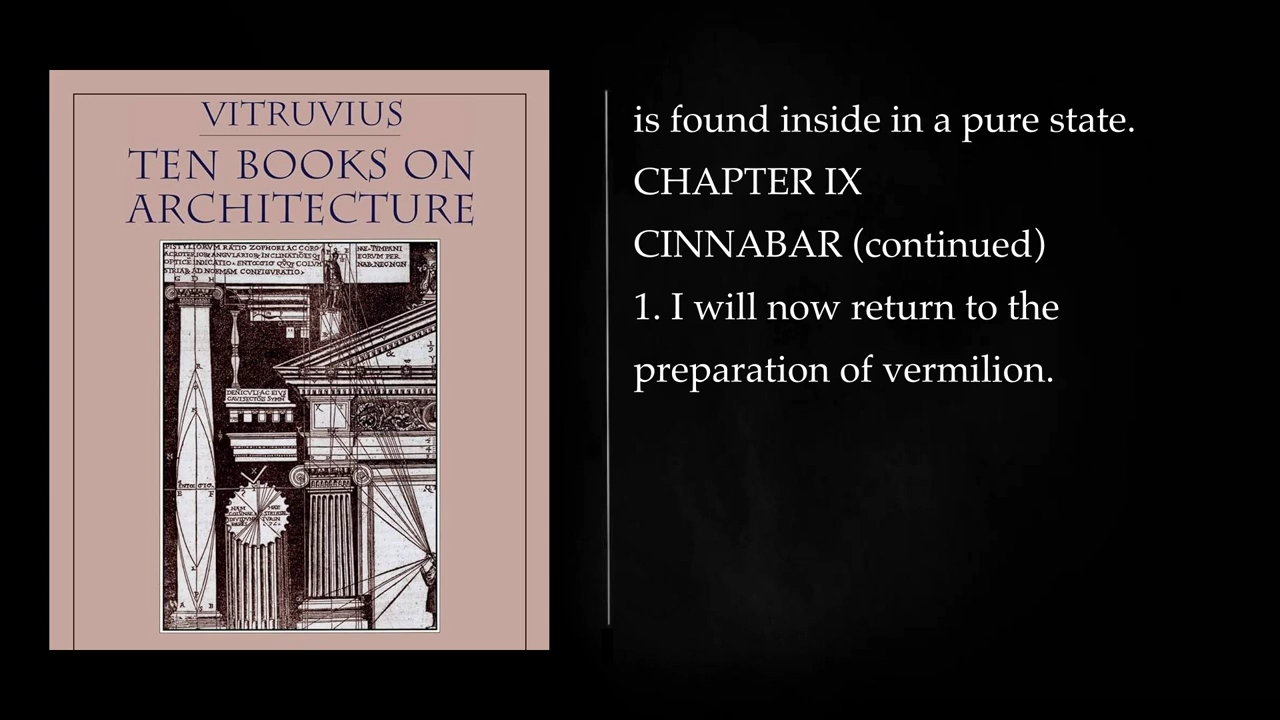 VITRUVIUS
TEN BOOKS ON
ARCHITECTURE
is found inside in a pure state.
CHAPTER IX
CINNABAR (continued)
1. I will now return to the
preparation of vermilion.